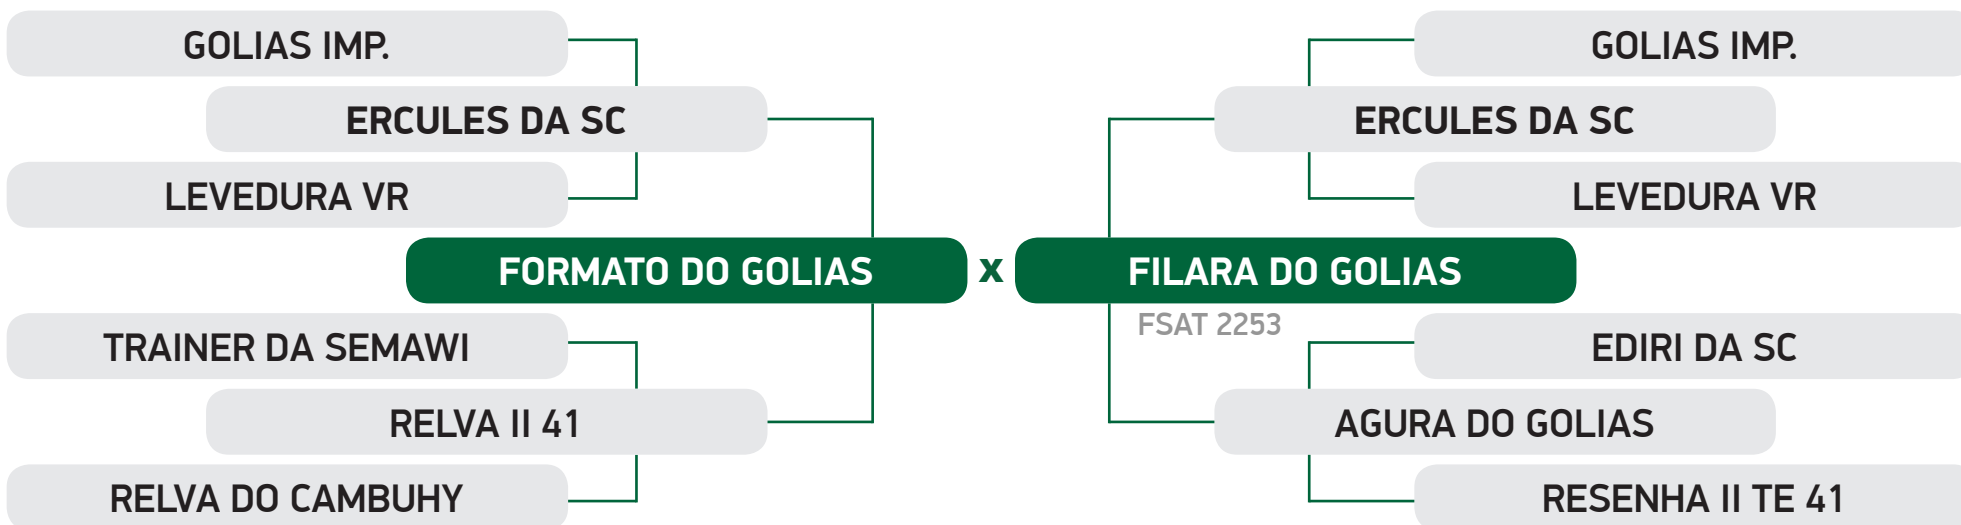 GOLIAS IMP.
GOLIAS IMP.
ERCULES DA SC
ERCULES DA SC
LEVEDURA VR
LEVEDURA VR
FORMATO DO GOLIAS x FILARA DO GOLIAS
FSAT 2253
TRAINER DA SEMAWI
EDIRI DA SC
RELVA II 41
AGURA DO GOLIAS
RELVA DO CAMBUHY
RESENHA II TE 41